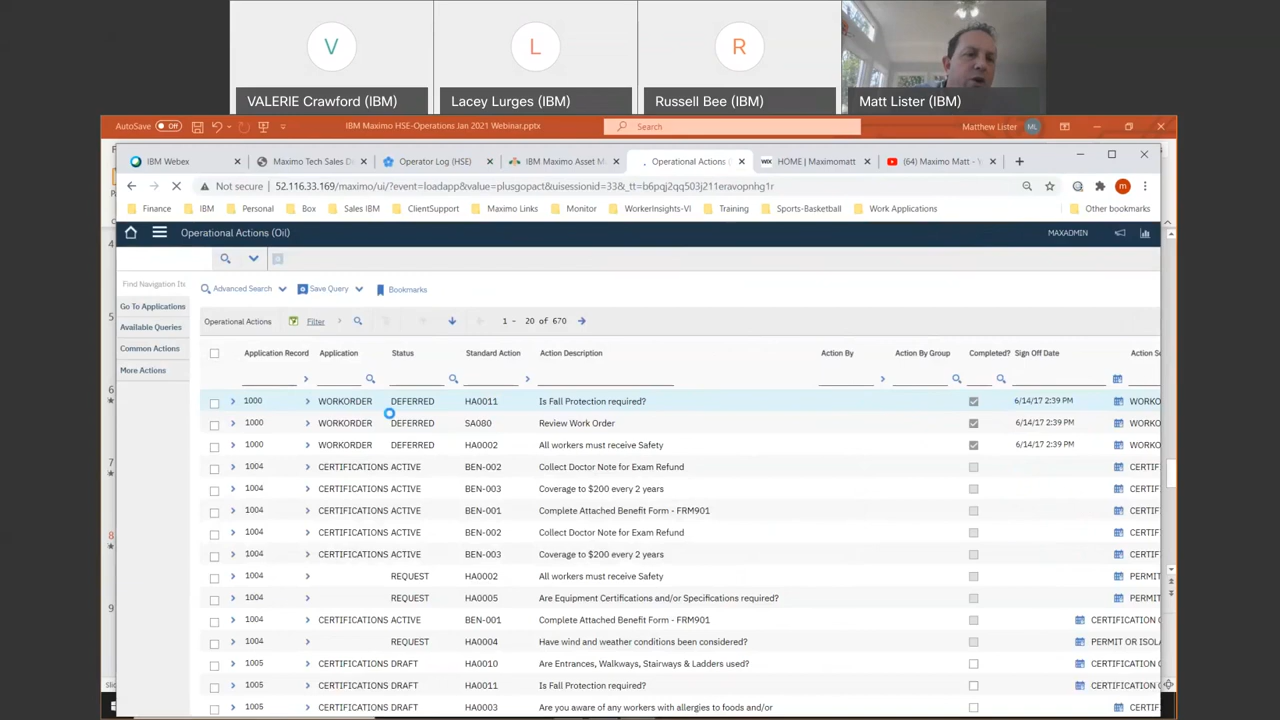 V
L
R
VALERIE Crawford (IBM)
Lacey Lurges (IBM)
Russell Bee (IBM)
Matt Lister (IBM)
AutoSave Off
IBM Maximo HSE-Operations Jan 2021 Webinar.pptx
Search
Matthew Lister ML
IBM Webex
Maximo Tech Sales D
Operator Log (HSE)
IBM Maximo Asset M
Operational Actions (
WIX HOME | Maximomatt
(64) Maximo Matt -
Not secure 52.116.33.169/maximo/ui/?event=loadapp&value=plusgopact&uisessionid=33&_tt=b6pqj2qq503j211eravopnhg1r
m
Finance IBM Personal Box Sales IBM ClientSupport Maximo Links Monitor WorkerInsights-VI Training Sports-Basketball Work Applications Other bookmarks
Operational Actions (Oil) MAXADMIN
Find Navigation Ite
Go To Applications
Available Queries
Common Actions
More Actions
Advanced Search Save Query Bookmarks
Operational Actions Filter 1 - 20 of 670
Application Record Application Status Standard Action Action Description Action By Action By Group Completed? Sign Off Date Action S
1000 WORKORDER DEFERRED HA0011 Is Fall Protection required? 6/14/17 2:39 PM WORKO
1000 WORKORDER DEFERRED SA080 Review Work Order 6/14/17 2:39 PM WORKO
1000 WORKORDER DEFERRED HA0002 All workers must receive Safety 6/14/17 2:39 PM WORKO
1004 CERTIFICATIONS ACTIVE BEN-002 Collect Doctor Note for Exam Refund CERTIF
1004 CERTIFICATIONS ACTIVE BEN-003 Coverage to $200 every 2 years CERTIF
1004 CERTIFICATIONS ACTIVE BEN-001 Complete Attached Benefit Form - FRM901 CERTIF
1004 CERTIFICATIONS ACTIVE BEN-002 Collect Doctor Note for Exam Refund CERTIF
1004 CERTIFICATIONS ACTIVE BEN-003 Coverage to $200 every 2 years CERTIF
1004 REQUEST HA0002 All workers must receive Safety PERMIT
1004 REQUEST HA0005 Are Equipment Certifications and/or Specifications required? PERMIT
1004 CERTIFICATIONS ACTIVE BEN-001 Complete Attached Benefit Form - FRM901 CERTIFICATION
1004 REQUEST HA0004 Have wind and weather conditions been considered? PERMIT OR ISOLA
1005 CERTIFICATIONS DRAFT HA0010 Are Entrances, Walkways, Stairways & Ladders used? CERTIFICATION
1005 CERTIFICATIONS DRAFT HA0011 Is Fall Protection required? CERTIFICATION
1005 CERTIFICATIONS DRAFT HA0003 Are you aware of any workers with allergies to foods and/or CERTIFICATION
4
5
6
7
8
9